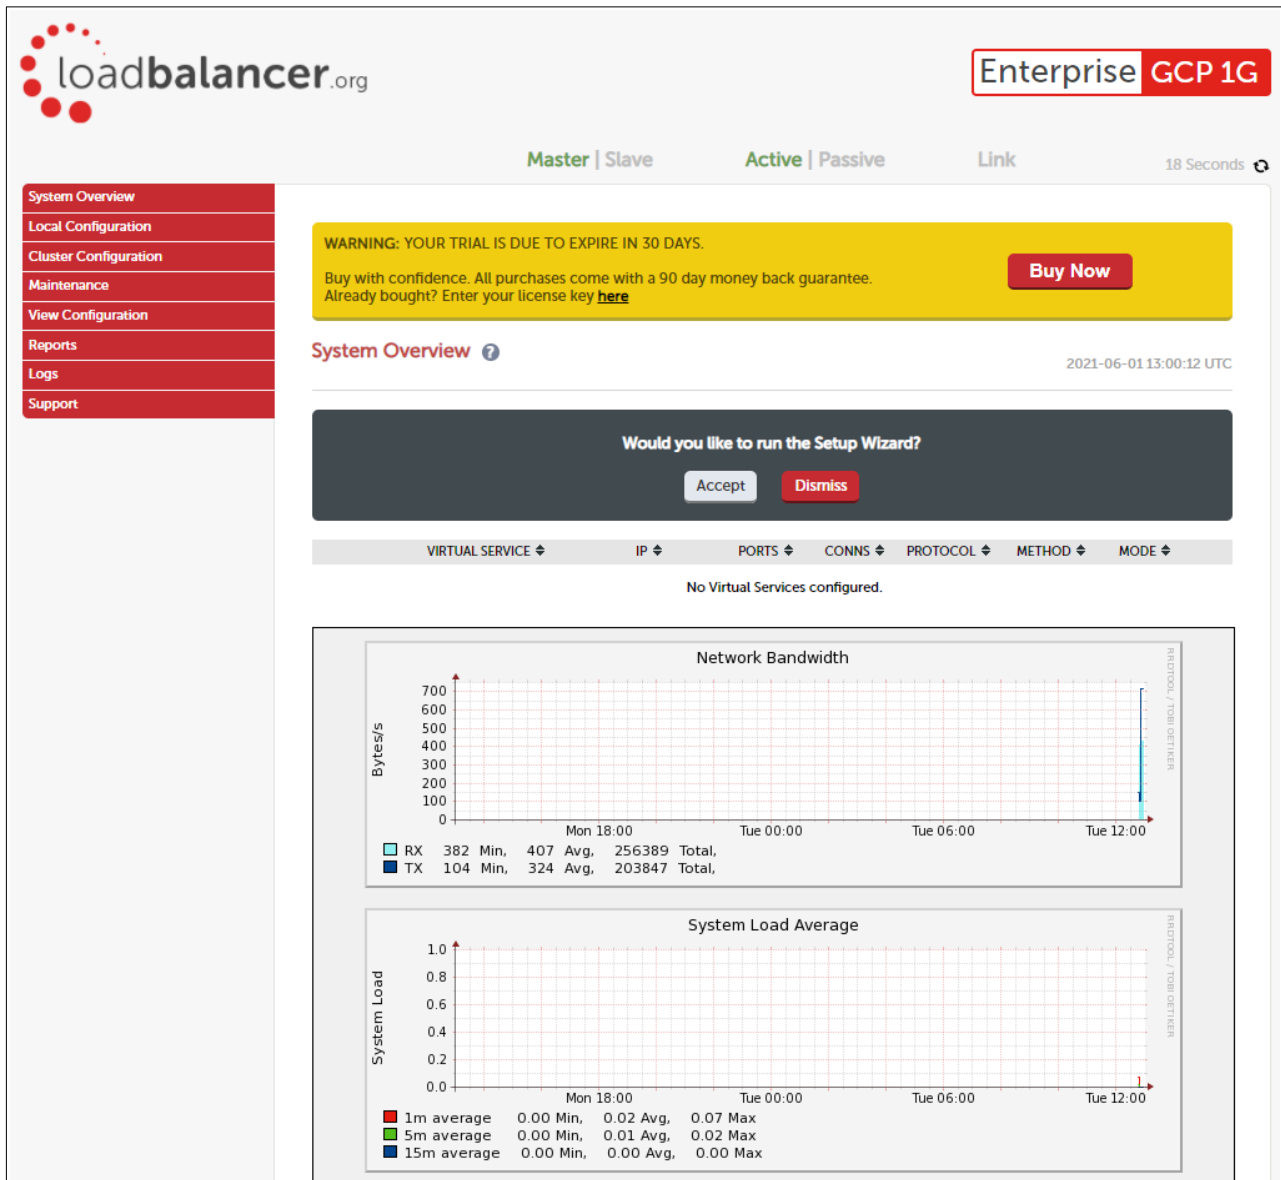 loadbalancer.org
Enterprise GCP 1G
Master | Slave Active | Passive Link 18 Seconds
System Overview
Local Configuration
Cluster Configuration
Maintenance
View Configuration
Reports
Logs
Support
WARNING: YOUR TRIAL IS DUE TO EXPIRE IN 30 DAYS.
Buy with confidence. All purchases come with a 90 day money back guarantee.
Already bought? Enter your license key here
Buy Now
System Overview ?
2021-06-01 13:00:12 UTC
Would you like to run the Setup Wizard?
Accept Dismiss
VIRTUAL SERVICE IP PORTS CONNS PROTOCOL METHOD MODE
No Virtual Services configured.
Network Bandwidth
RRDTOOL / TOBI OETIKER
Bytes/s
700
600
500
400
300
200
100
0
Mon 18:00 Tue 00:00 Tue 06:00 Tue 12:00
RX 382 Min, 407 Avg, 256389 Total,
TX 104 Min, 324 Avg, 203847 Total,
System Load Average
RRDTOOL / TOBI OETIKER
System Load
1.0
0.8
0.6
0.4
0.2
0.0
Mon 18:00 Tue 00:00 Tue 06:00 Tue 12:00
1m average 0.00 Min, 0.02 Avg, 0.07 Max
5m average 0.00 Min, 0.01 Avg, 0.02 Max
15m average 0.00 Min, 0.00 Avg, 0.00 Max